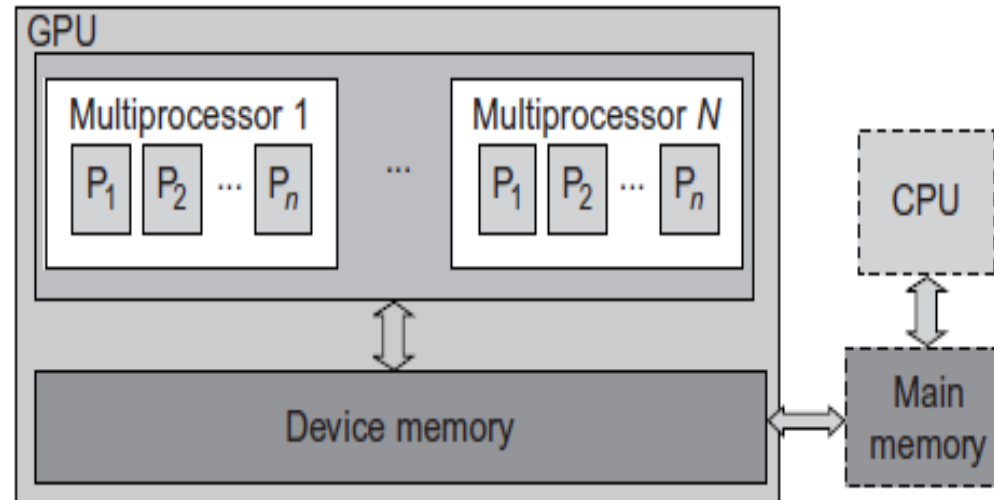 GPU
Multiprocessor 1
P1 P2 ... Pn
...
Multiprocessor N
P1 P2 ... Pn
CPU
Device memory
Main
memory